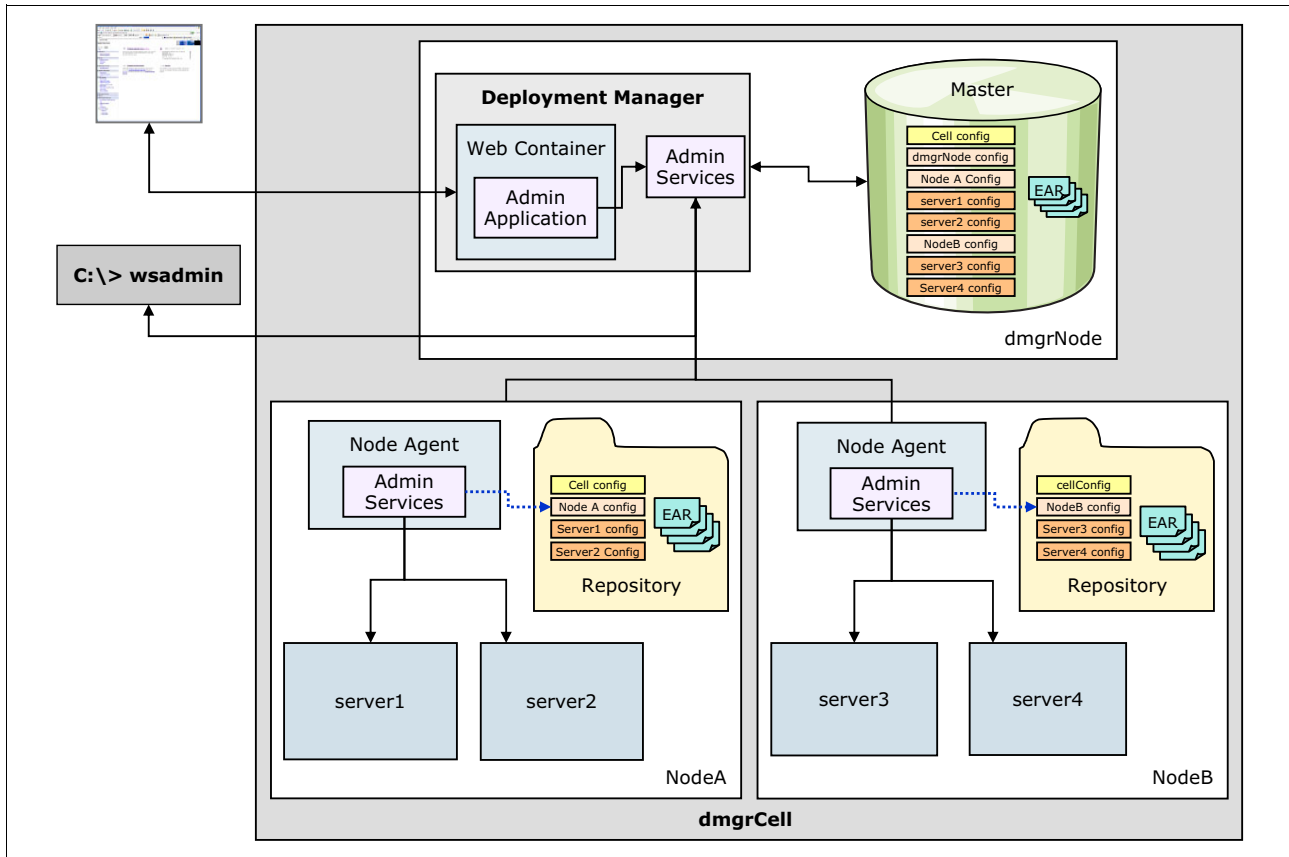 Deployment Manager
Web Container
Admin
Application
Admin
Services
Master
Cell config
dmgrNode config
Node A Config
server1 config
server2 config
NodeB config
server3 config
Server4 config
EAR
dmgrNode
C:\> wsadmin
Node Agent
Admin
Services
Cell config
Node A config
Server1 config
Server2 Config
EAR
Repository
server1
server2
NodeA
Node Agent
Admin
Services
cellConfig
NodeB config
Server3 config
Server4 config
EAR
Repository
server3
server4
NodeB
dmgrCell